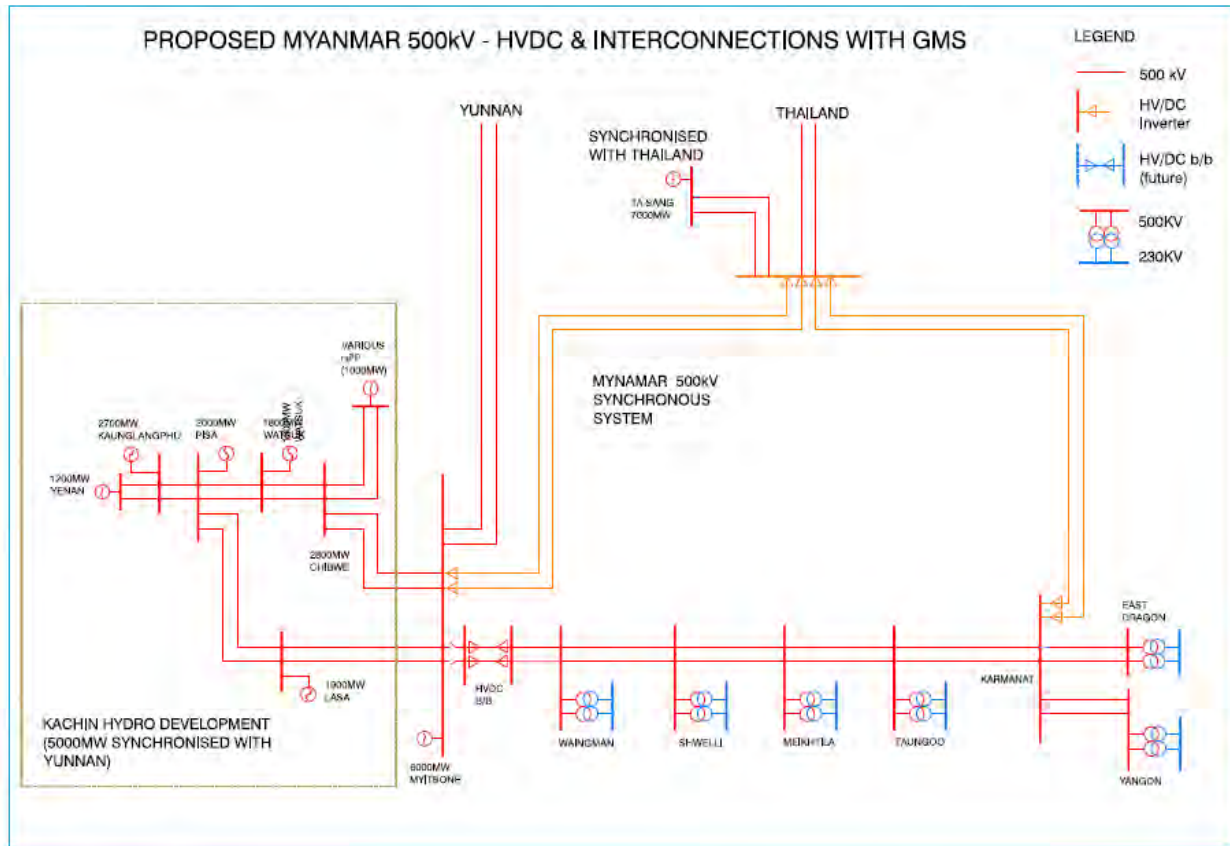 PROPOSED MYANMAR 500kV - HVDC & INTERCONNECTIONS WITH GMS
LEGEND
500 kV
HV/DC
Inverter
HV/DC b/b
(future)
500KV
230KV
YUNNAN
THAILAND
SYNCHRONISED
WITH THAILAND
TA-SANG
7000MW
MYNAMAR 500kV
SYNCHRONOUS
SYSTEM
VARIOUS
(1000MW)
2700MW
KAUNGLANGPHU
2000MW
PISA
1800MW
WATSUK
1200MW
YENAN
2800MW
CHIBWE
1900MW
LASA
KACHIN HYDRO DEVELOPMENT
(5000MW SYNCHRONISED WITH
YUNNAN)
6000MW
MYITSONE
HVDC
B/B
WAINGMAN
SHWELLI
MEIKHTLA
TAUNGOO
KARMANAT
EAST
DRAGON
YANGON